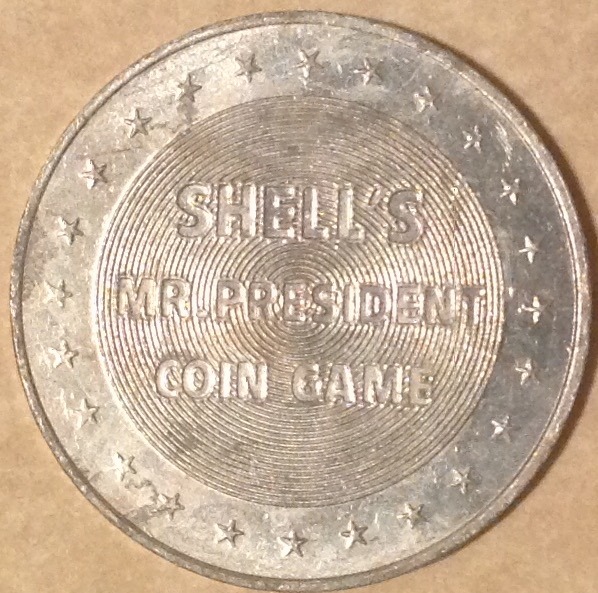 SHELL'S
MR. PRESIDENT
COIN GAME